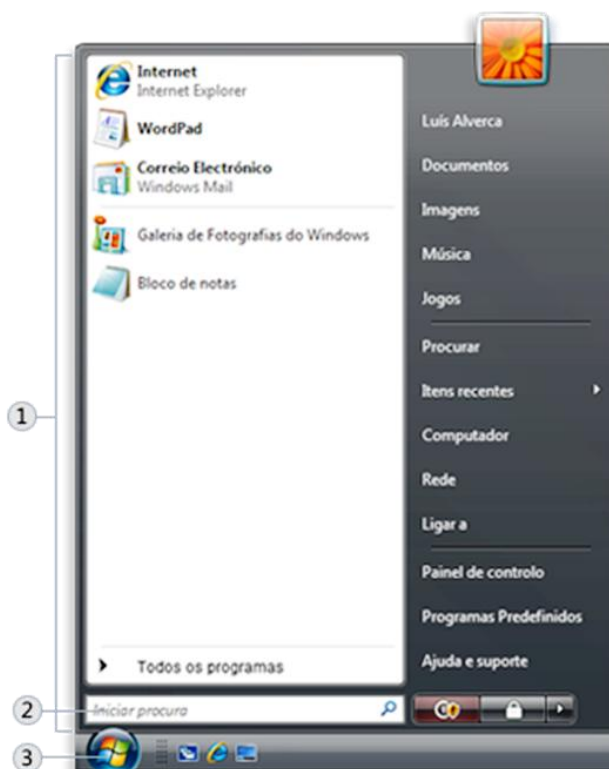 Internet
Internet Explorer
WordPad
Correio Electrónico
Windows Mail
Galeria de Fotografias do Windows
Bloco de notas
Todos os programas
Iniciar procura
Luís Alverca
Documentos
Imagens
Música
Jogos
Procurar
Itens recentes
Computador
Rede
Ligar a
Painel de controlo
Programas Predefinidos
Ajuda e suporte
1
2
3